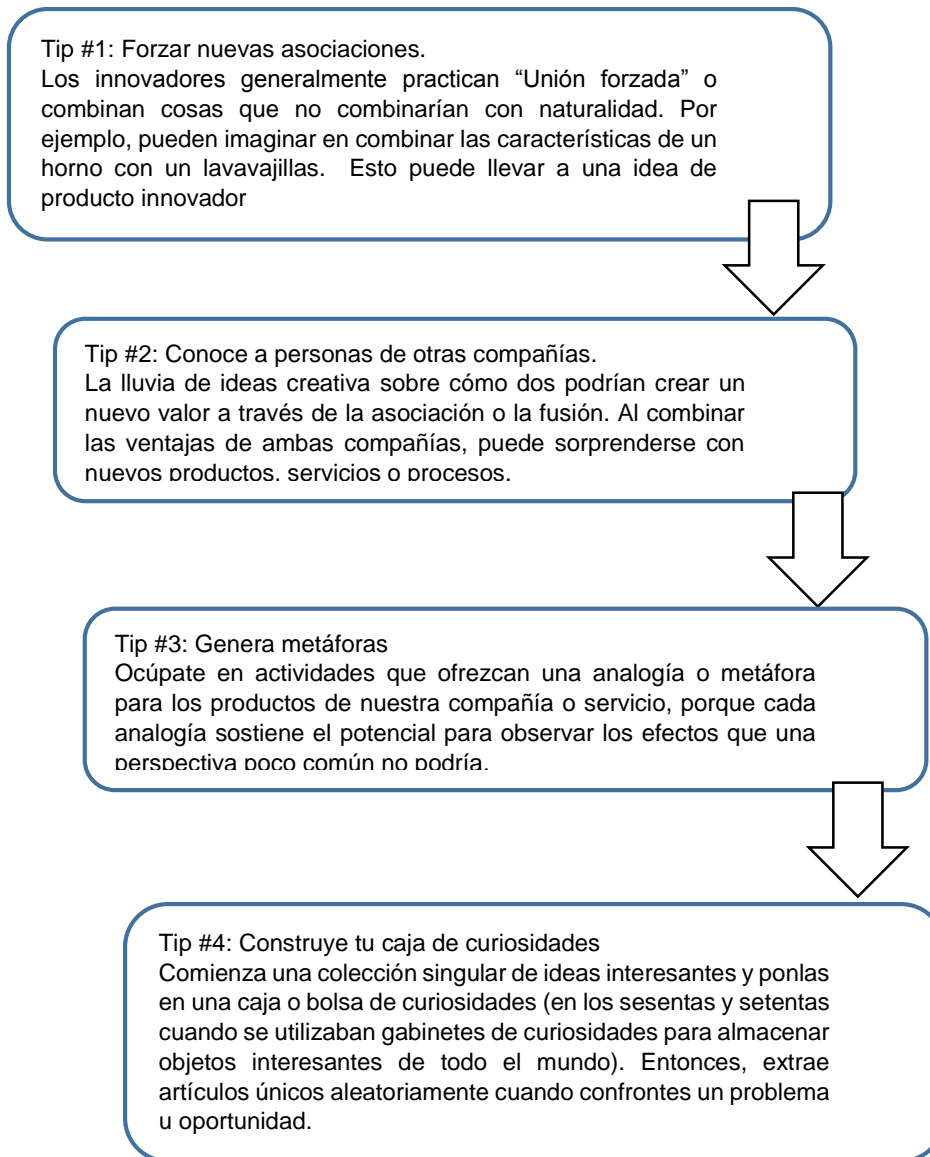 Tip #1: Forzar nuevas asociaciones.
Los innovadores generalmente practican “Unión forzada” o
combinan cosas que no combinarían con naturalidad. Por
ejemplo, pueden imaginar en combinar las características de un
horno con un lavavajillas. Esto puede llevar a una idea de
producto innovador
Tip #2: Conoce a personas de otras compañías.
La lluvia de ideas creativa sobre cómo dos podrían crear un
nuevo valor a través de la asociación o la fusión. Al combinar
las ventajas de ambas compañías, puede sorprenderse con
nuevos productos, servicios o procesos.
Tip #3: Genera metáforas
Ocúpate en actividades que ofrezcan una analogía o metáfora
para los productos de nuestra compañía o servicio, porque cada
analogía sostiene el potencial para observar los efectos que una
perspectiva poco común no podría.
Tip #4: Construye tu caja de curiosidades
Comienza una colección singular de ideas interesantes y ponlas
en una caja o bolsa de curiosidades (en los sesentas y setentas
cuando se utilizaban gabinetes de curiosidades para almacenar
objetos interesantes de todo el mundo). Entonces, extrae
artículos únicos aleatoriamente cuando confrontes un problema
u oportunidad.